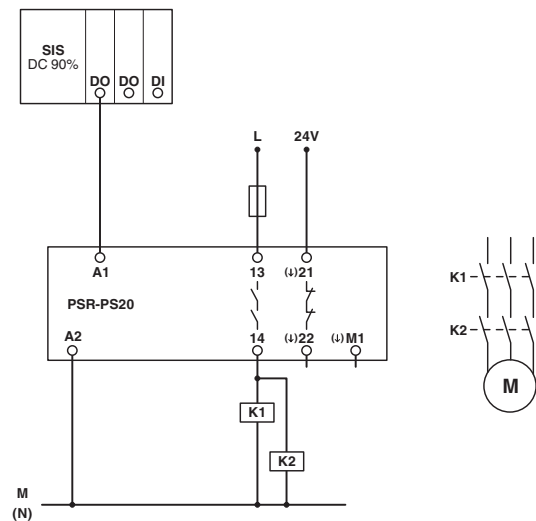 SIS
DC 90%
DO DO DI
L 24V
A1 13 (↓)21
PSR-PS20
A2 14 (↓)22 (↓)M1
K1
K2
M
(N)
K1
K2
M